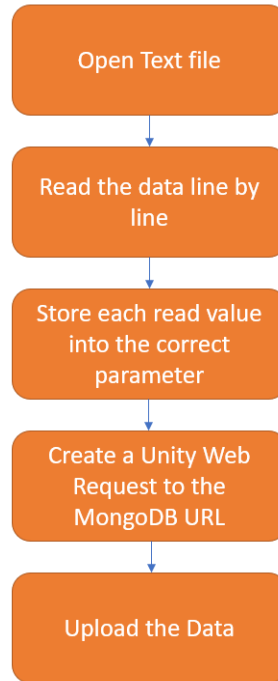 Open Text file
Read the data line by
line
Store each read value
into the correct
parameter
Create a Unity Web
Request to the
MongoDB URL
Upload the Data